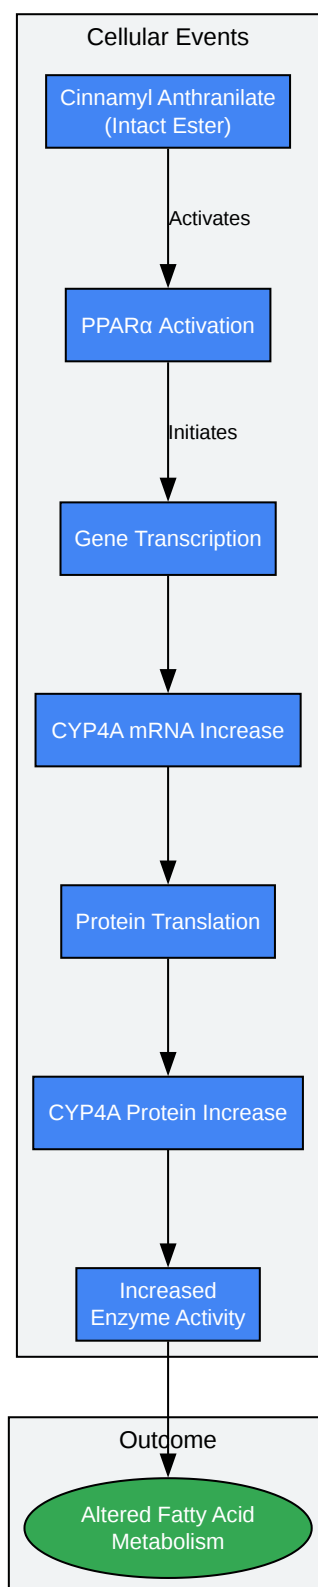 Cellular Events
Cinnamyl Anthranilate
(Intact Ester)
Activates
PPARα Activation
Initiates
Gene Transcription
CYP4A mRNA Increase
Protein Translation
CYP4A Protein Increase
Increased
Enzyme Activity
Outcome
Altered Fatty Acid
Metabolism